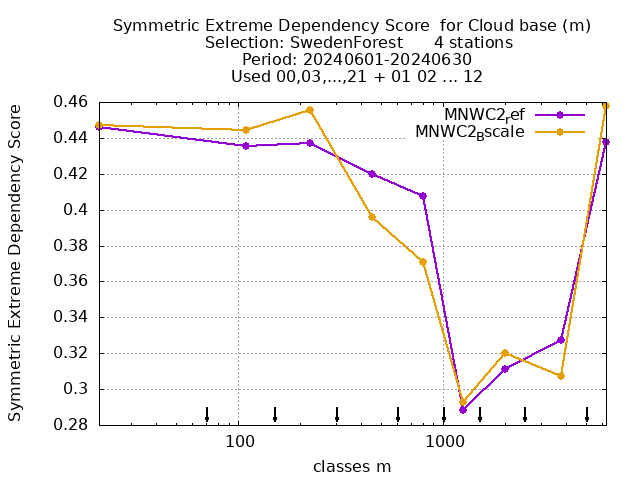 Symmetric Extreme Dependency Score  for Cloud base (m)
Selection: SwedenForest      4 stations
Period: 20240601-20240630
Used 00,03,...,21 + 01 02 ... 12
Symmetric Extreme Dependency Score
0.46
0.44
0.42
0.4
0.38
0.36
0.34
0.32
0.3
0.28
MNWC2ref
MNWC2Bscale
100
1000
classes m